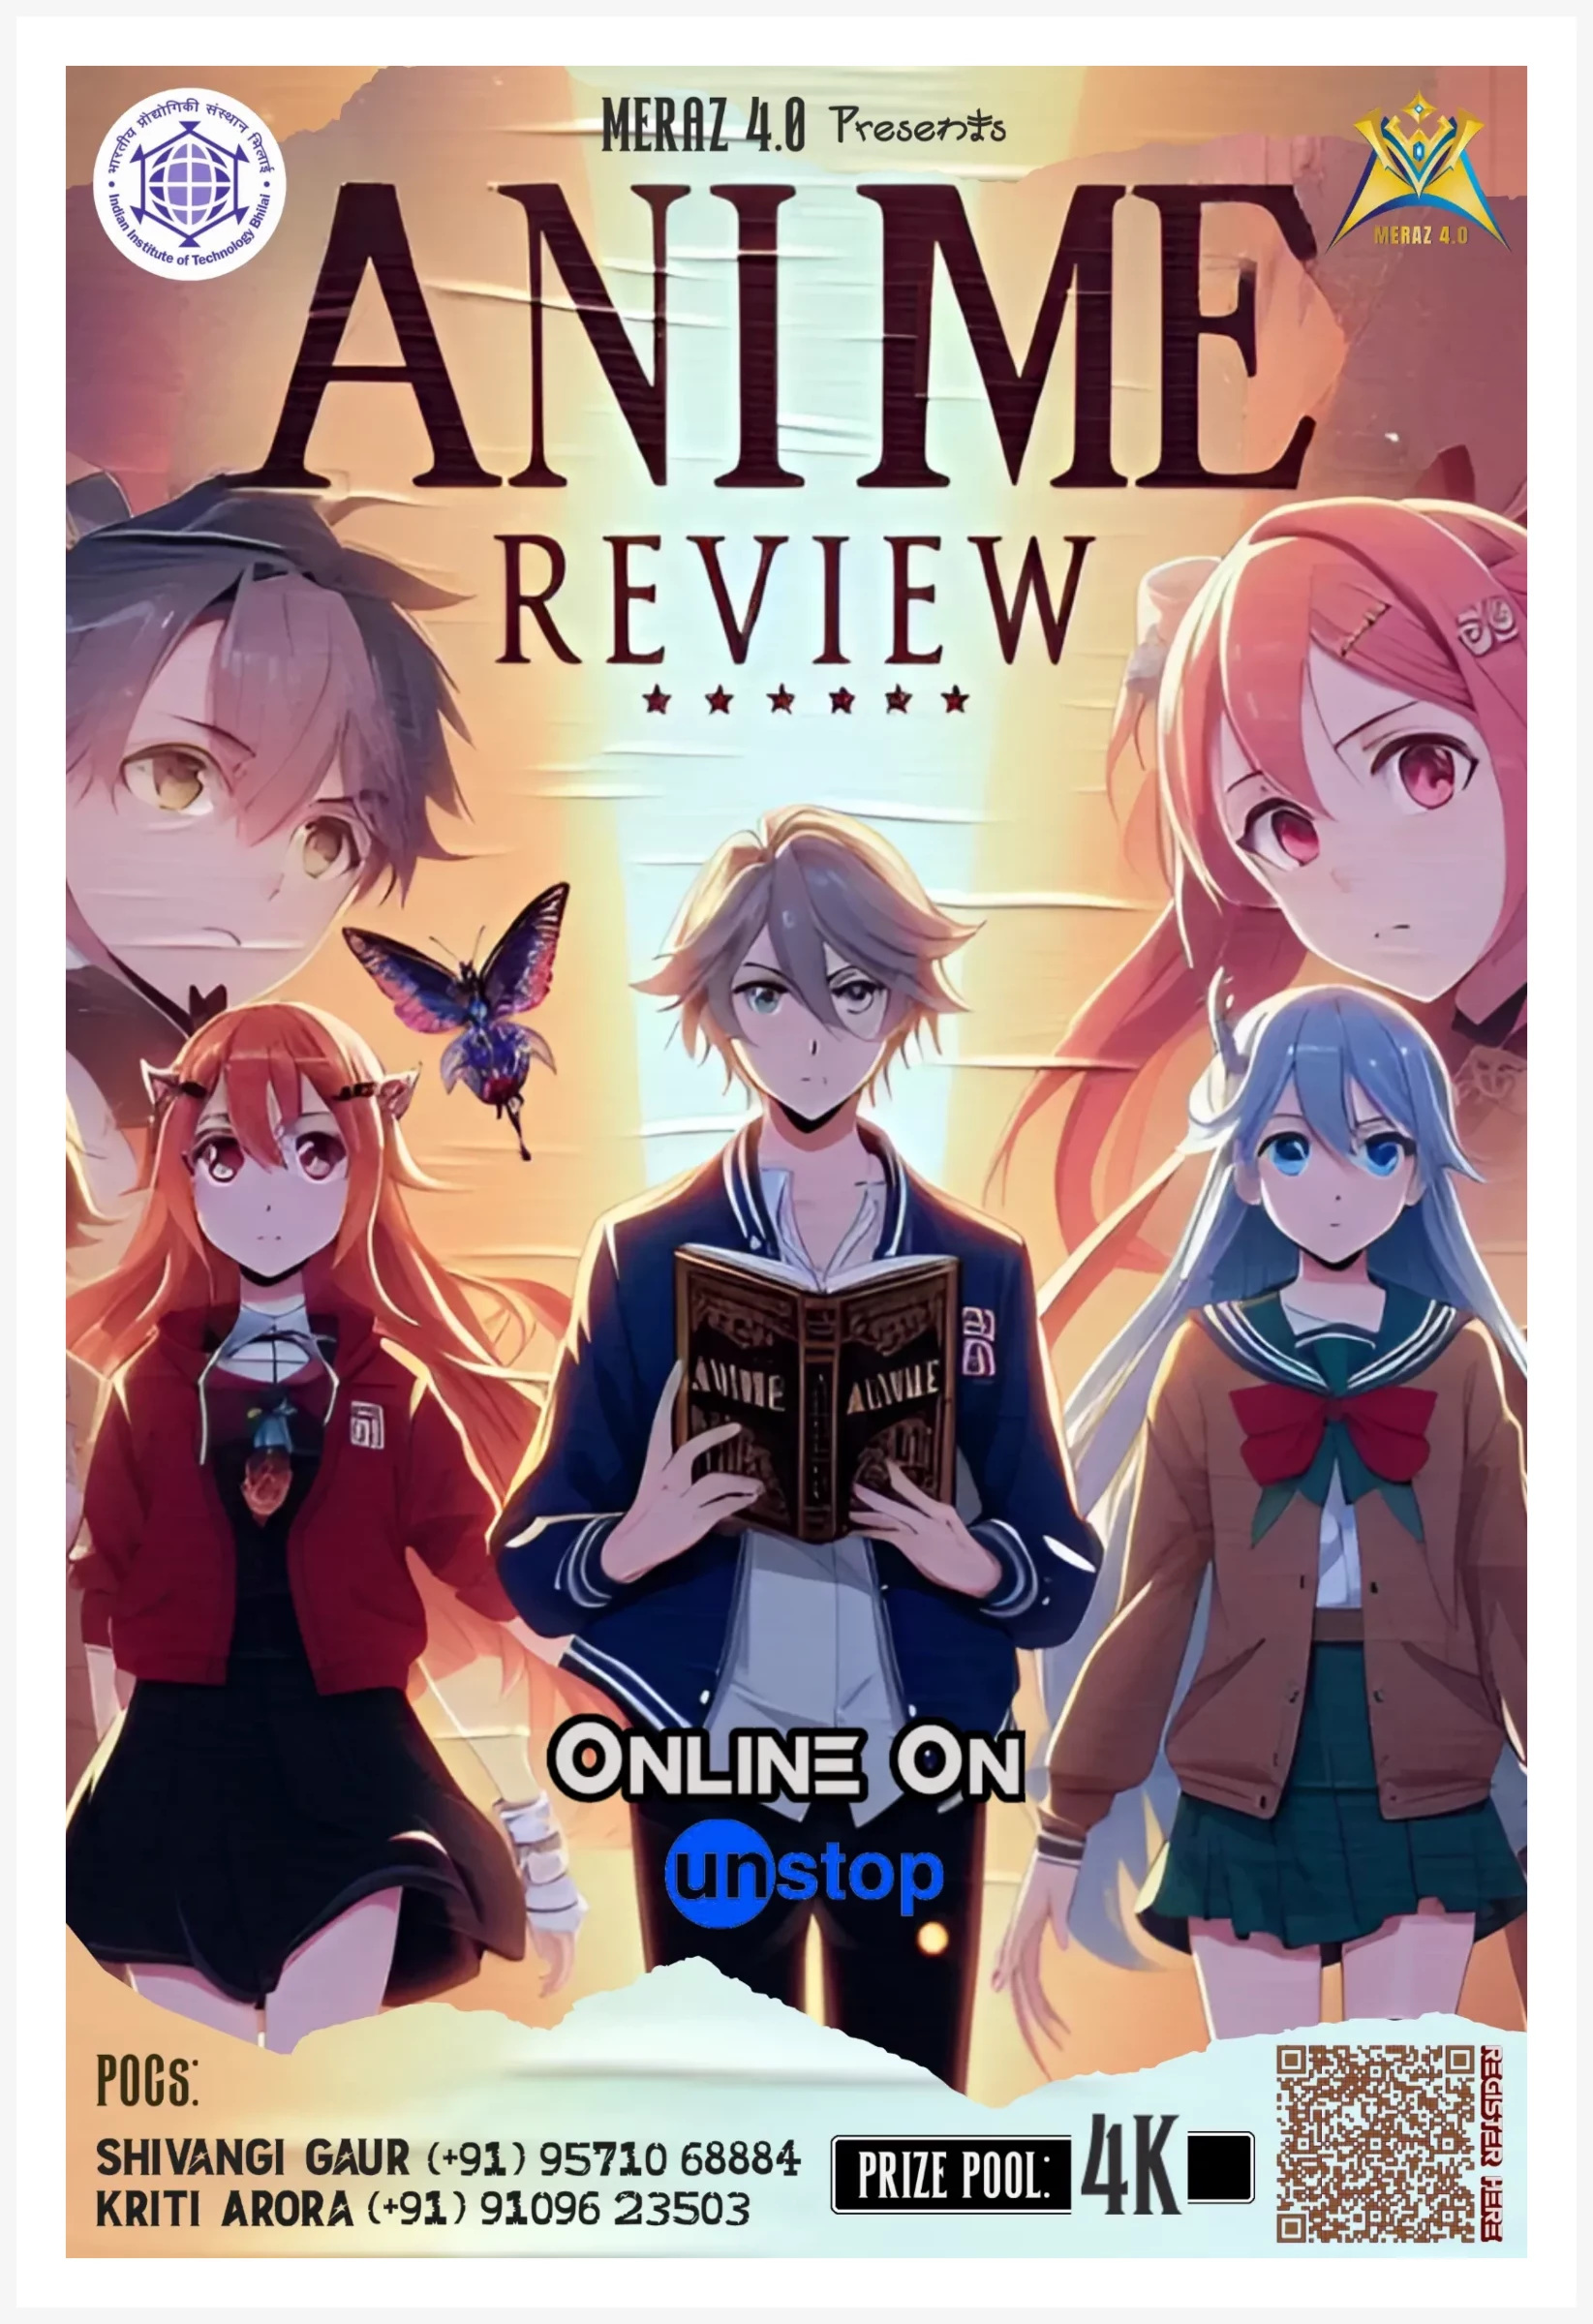 भारतीय प्रौद्योगिकी संस्थान भिलाई
Indian Institute of Technology Bhilai
MERAZ 4.0 Presents
MERAZ 4.0
ANIME
REVIEW
ONLINE ON
unstop
POCS:
SHIVANGI GAUR (+91) 95710 68884
KRITI ARORA (+91) 91096 23503
PRIZE POOL: 4K
REGISTER HERE!